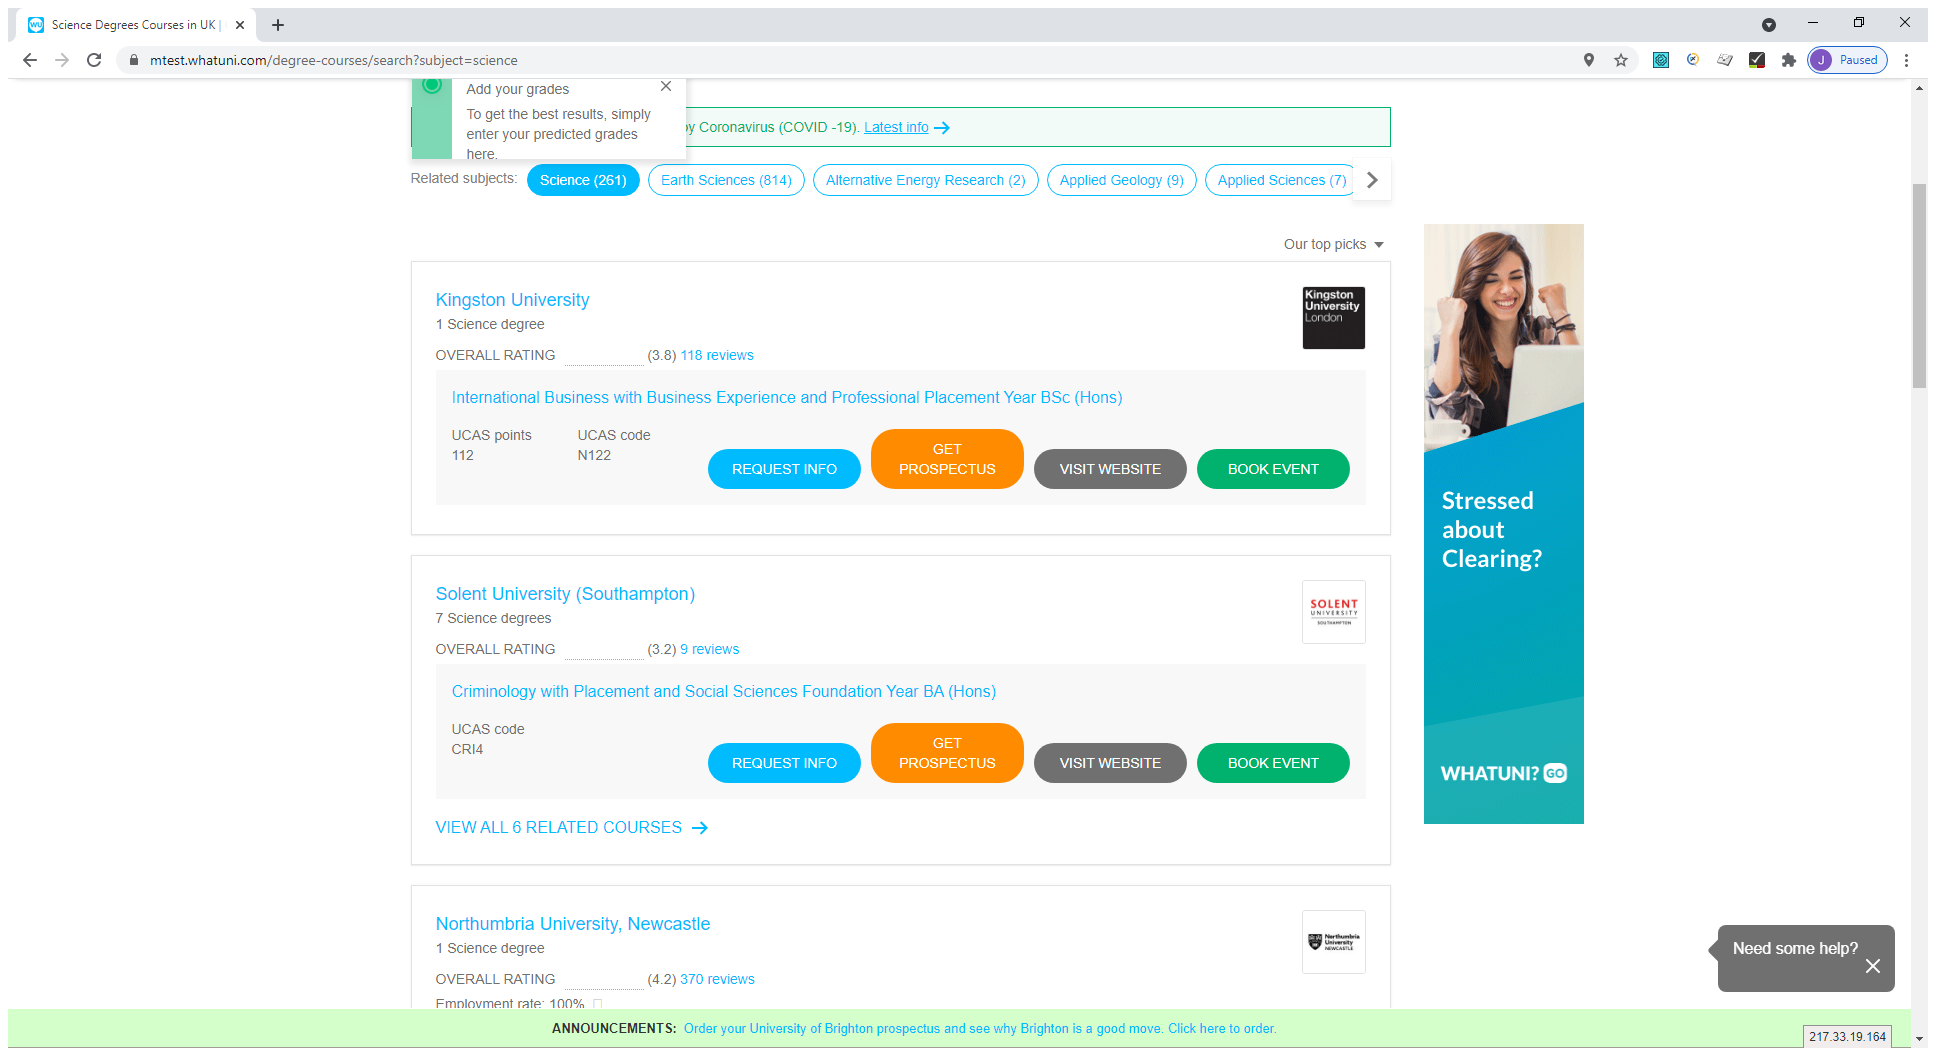 Science Degrees Courses in UK |
mtest.whatuni.com/degree-courses/search?subject=science
J Paused
Add your grades
To get the best results, simply
enter your predicted grades
here.
by Coronavirus (COVID -19). Latest info
Related subjects: Science (261) Earth Sciences (814) Alternative Energy Research (2) Applied Geology (9) Applied Sciences (7)
Our top picks
Kingston University
1 Science degree
OVERALL RATING (3.8) 118 reviews
Kingston
University
London
International Business with Business Experience and Professional Placement Year BSc (Hons)
UCAS points
112
UCAS code
N122
REQUEST INFO
GET
PROSPECTUS
VISIT WEBSITE
BOOK EVENT
Solent University (Southampton)
7 Science degrees
OVERALL RATING (3.2) 9 reviews
SOLENT
UNIVERSITY
SOUTHAMPTON
Criminology with Placement and Social Sciences Foundation Year BA (Hons)
UCAS code
CRI4
REQUEST INFO
GET
PROSPECTUS
VISIT WEBSITE
BOOK EVENT
VIEW ALL 6 RELATED COURSES
Northumbria University, Newcastle
1 Science degree
OVERALL RATING (4.2) 370 reviews
Employment rate: 100%
Northumbria
University
NEWCASTLE
Stressed
about
Clearing?
WHATUNI? GO
Need some help?
ANNOUNCEMENTS: Order your University of Brighton prospectus and see why Brighton is a good move. Click here to order.
217.33.19.164